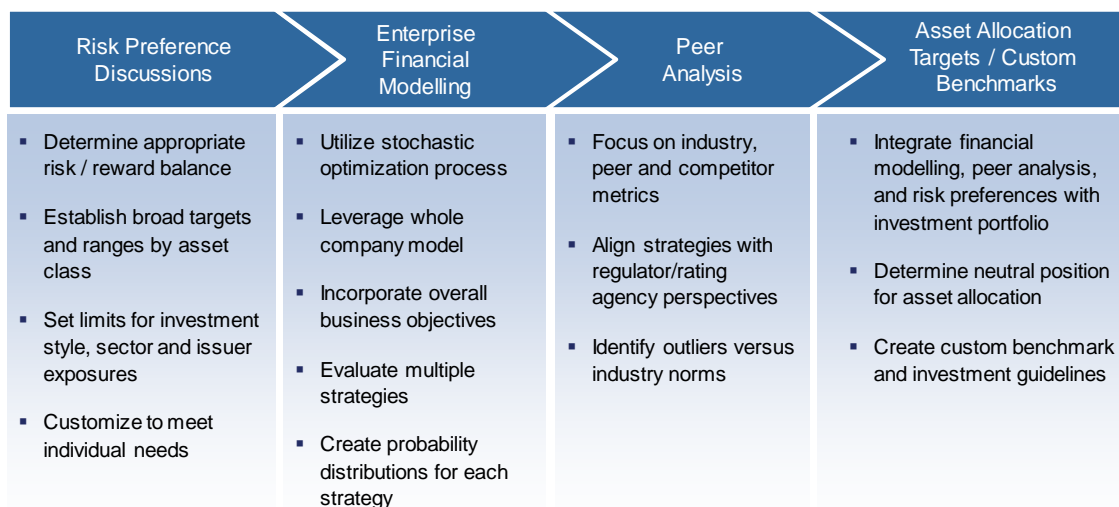 Risk Preference
Discussions
Enterprise
Financial
Modelling
Peer
Analysis
Asset Allocation
Targets / Custom
Benchmarks
▪ Determine appropriate
risk / reward balance
▪ Establish broad targets
and ranges by asset
class
▪ Set limits for investment
style, sector and issuer
exposures
▪ Customize to meet
individual needs
▪ Utilize stochastic
optimization process
▪ Leverage whole
company model
▪ Incorporate overall
business objectives
▪ Evaluate multiple
strategies
▪ Create probability
distributions for each
strategy
▪ Focus on industry,
peer and competitor
metrics
▪ Align strategies with
regulator/rating
agency perspectives
▪ Identify outliers versus
industry norms
▪ Integrate financial
modelling, peer analysis,
and risk preferences with
investment portfolio
▪ Determine neutral position
for asset allocation
▪ Create custom benchmark
and investment guidelines